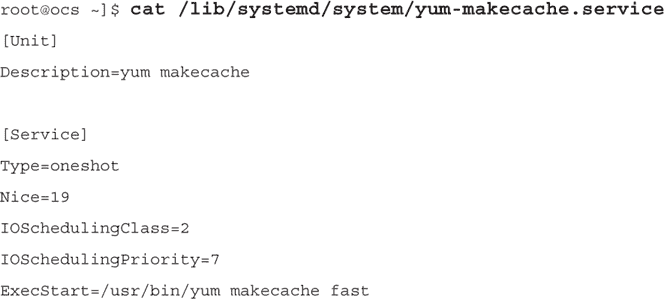 root@ocs ~]$ cat /lib/systemd/system/yum-makecache.service
[Unit]
Description=yum makecache
[Service]
Type=oneshot
Nice=19
IOSchedulingClass=2
IOSchedulingPriority=7
ExecStart=/usr/bin/yum makecache fast